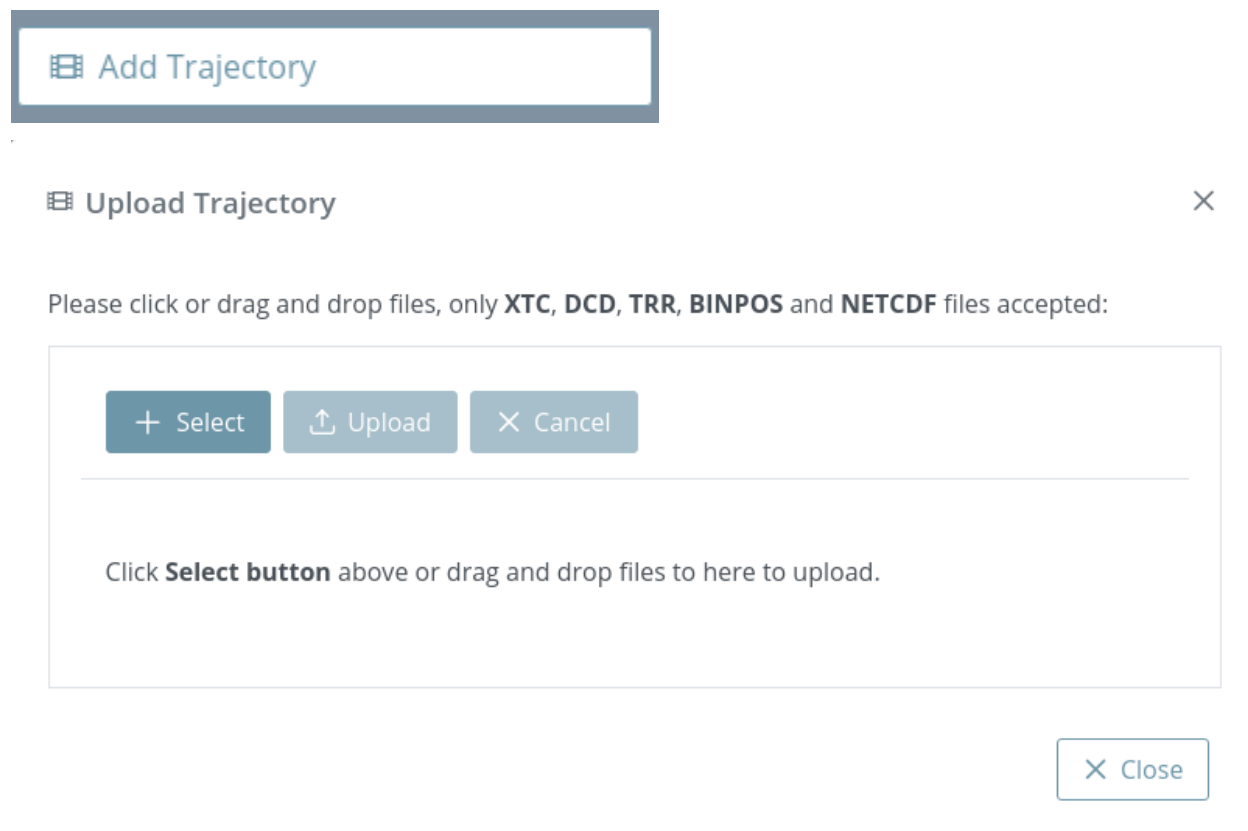 Add Trajectory
Upload Trajectory
Please click or drag and drop files, only XTC, DCD, TRR, BINPOS and NETCDF files accepted:
Select Upload Cancel
Click Select button above or drag and drop files to here to upload.
Close